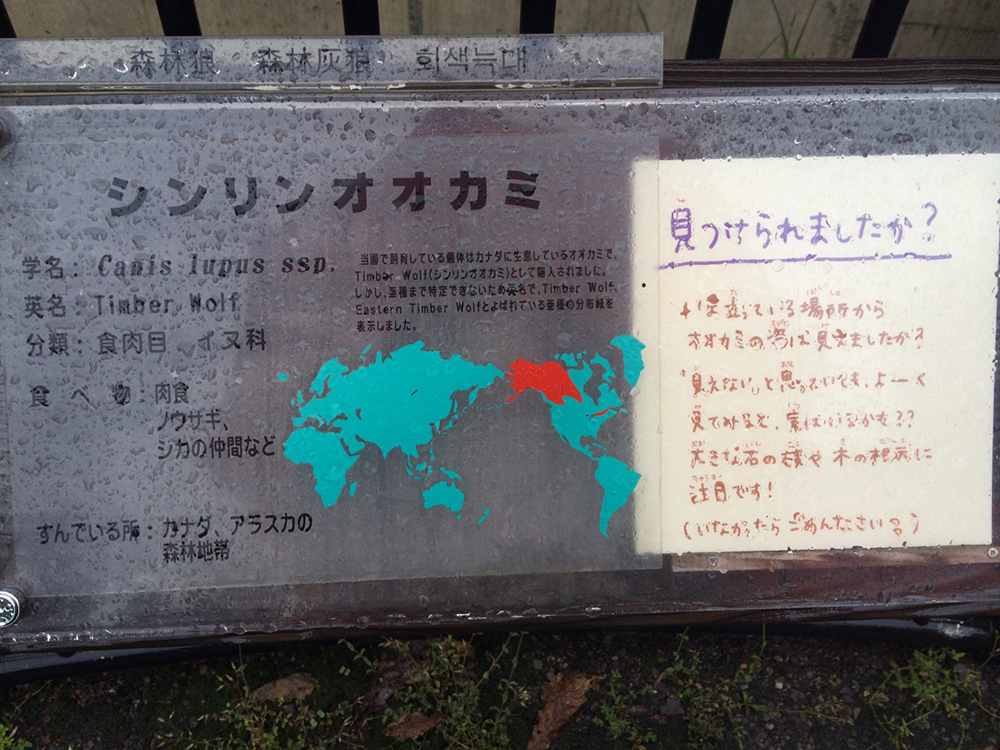 森林狼 森林灰狼 회색늑대
シンリンオオカミ
学名: Canis lupus ssp.
英名: Timber Wolf
分類: 食肉目 イヌ科
食べ物: 肉食
ノウサギ、
シカの仲間など
すんでいる所: カナダ、アラスカの
森林地帯
当園で飼育している個体はカナダに生息しているオオカミで、
Timber Wolf(シンリンオオカミ)として輸入されました。
しかし、亜種まで特定できないため英名で、Timber Wolf、
Eastern Timber Wolfとよばれている亜種の分布域を
表示しました。
見つけられましたか?
今立っている場所から
オオカミの姿は見えましたか?
「見えない」と思っていても、よーく
見てみると、実はいるかも??
大きな石の横や木の根元に
注目です!
(いなかったらごめんなさい)